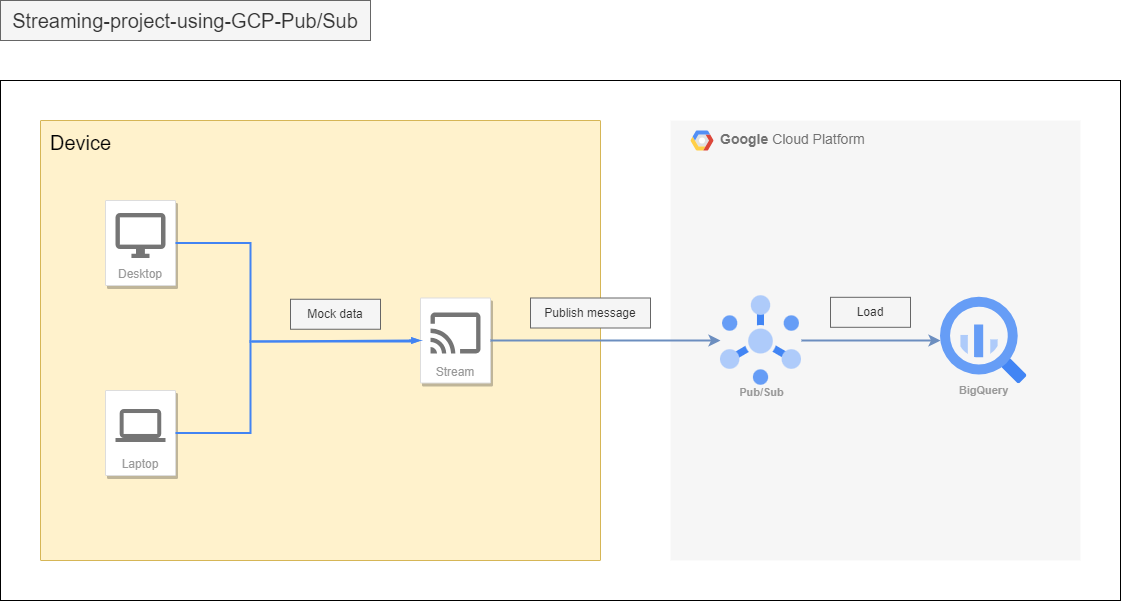 Streaming-project-using-GCP-Pub/Sub
Device
Google Cloud Platform
Desktop
Mock data
Publish message
Load
Stream
Pub/Sub
BigQuery
Laptop